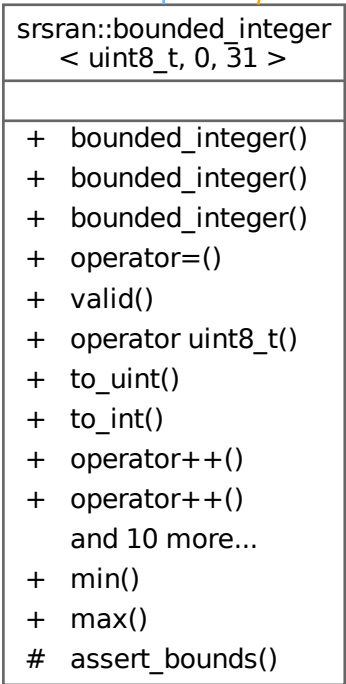 srsran::bounded_integer
< uint8_t, 0, 31 >
+ bounded_integer()
+ bounded_integer()
+ bounded_integer()
+ operator=()
+ valid()
+ operator uint8_t()
+ to_uint()
+ to_int()
+ operator++()
+ operator++()
and 10 more...
+ min()
+ max()
# assert_bounds()